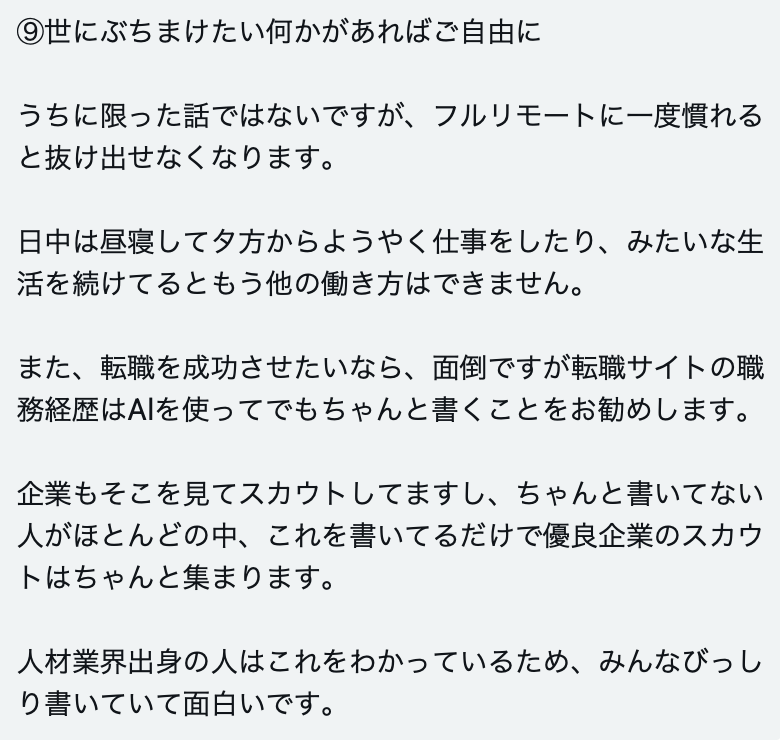 ⑨世にぶちまけたい何かがあればご自由に
うちに限った話ではないですが、フルリモートに一度慣れる
と抜け出せなくなります。
日中は昼寝して夕方からようやく仕事をしたり、みたいな生
活を続けてるともう他の働き方はできません。
また、転職を成功させたいなら、面倒ですが転職サイトの職
務経歴はAIを使ってでもちゃんと書くことをお勧めします。
企業もそこを見てスカウトしてますし、ちゃんと書いてない
人がほとんどの中、これを書いてるだけで優良企業のスカウ
トはちゃんと集まります。
人材業界出身の人はこれをわかっているため、みんなびっし
り書いていて面白いです。